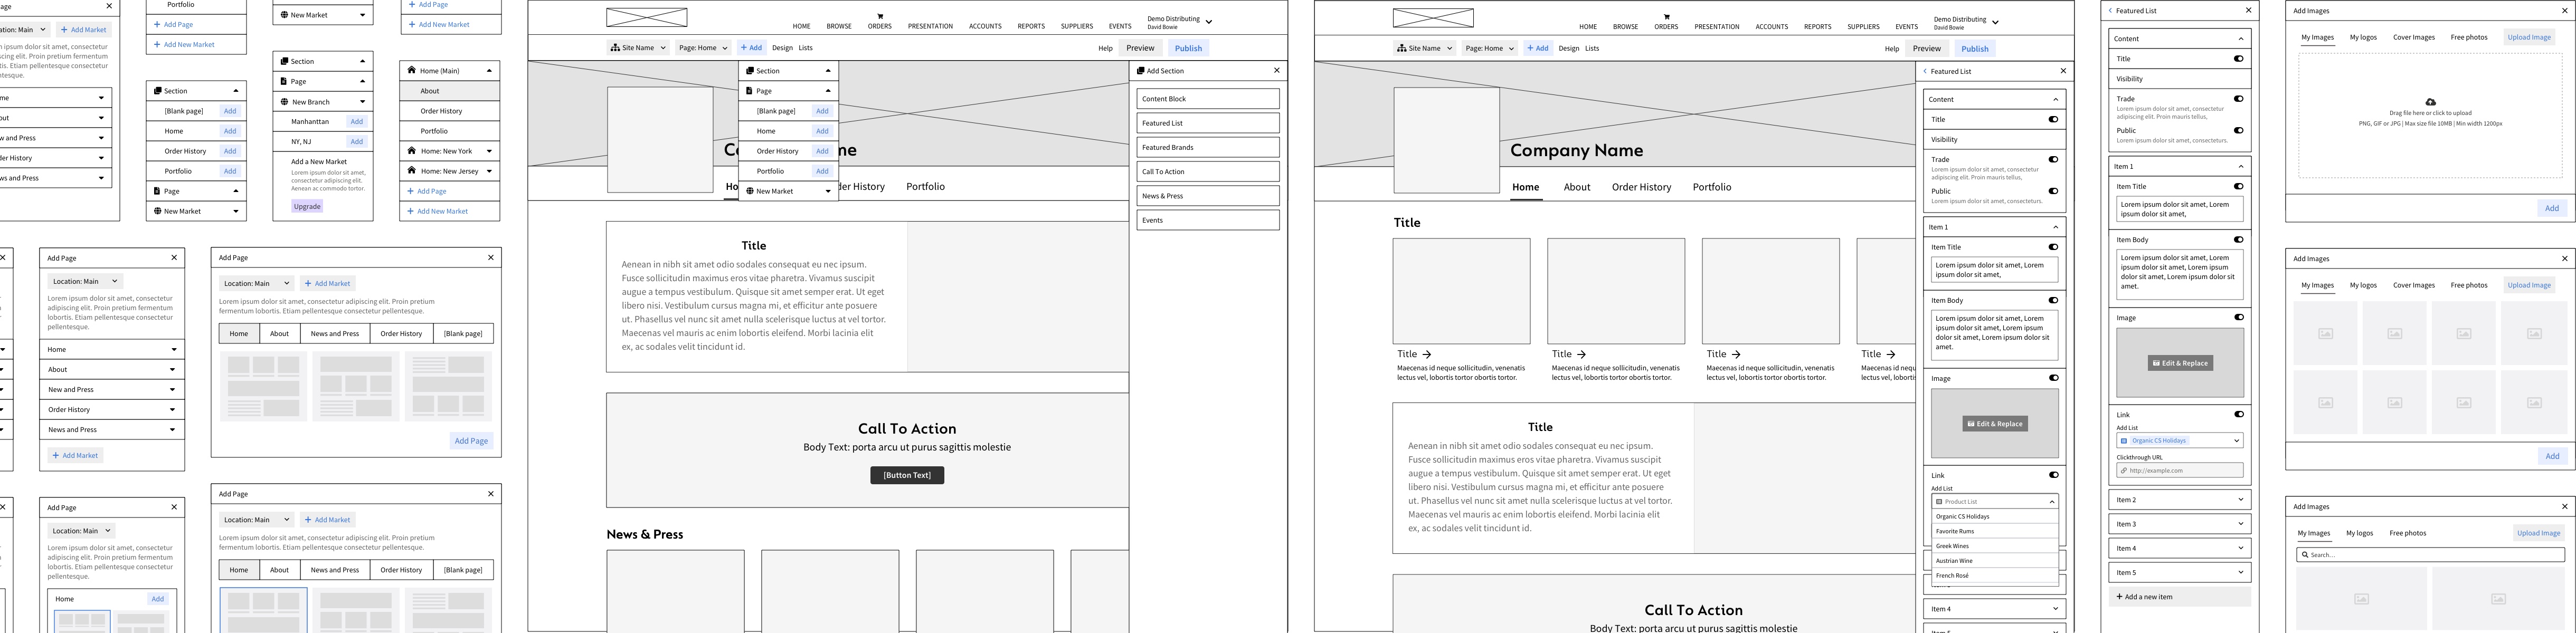 age
Location: Main
+ Add Market
m ipsum dolor sit amet, consectetur
scing elit. Proin pretium fermentum
tis. Etiam pellentesque consectetur
ntesque.
me
out
w and Press
der History
ws and Press
Portfolio
+ Add Page
+ Add New Market
Section
[Blank page] Add
Home Add
Order History Add
Portfolio Add
Page
New Market
New Market
Section
Page
New Branch
Manhanttan Add
NY, NJ Add
Add a New Market
Lorem ipsum dolor sit amet,
consectetur adipiscing elit.
Aenean ac commodo tortor.
Upgrade
+ Add Page
+ Add New Market
Home (Main)
About
Order History
Portfolio
Home: New York
Home: New Jersey
+ Add Page
+ Add New Market
Add Page
Location: Main
Lorem ipsum dolor sit amet, consectetur
adipiscing elit. Proin pretium fermentum
lobortis. Etiam pellentesque consectetur
pellentesque.
Home
About
New and Press
Order History
News and Press
+ Add Market
Add Page
Location: Main
Lorem ipsum dolor sit amet, consectetur
adipiscing elit. Proin pretium fermentum
lobortis. Etiam pellentesque consectetur
pellentesque.
Home Add
Add Page
Location: Main + Add Market
Lorem ipsum dolor sit amet, consectetur adipiscing elit. Proin pretium
fermentum lobortis. Etiam pellentesque consectetur pellentesque.
Home About News and Press Order History [Blank page]
Add Page
Add Page
Location: Main + Add Market
Lorem ipsum dolor sit amet, consectetur adipiscing elit. Proin pretium
fermentum lobortis. Etiam pellentesque consectetur pellentesque.
Home About News and Press Order History [Blank page]
HOME BROWSE ORDERS PRESENTATION ACCOUNTS REPORTS SUPPLIERS EVENTS
Demo Distributing
David Bowie
Site Name Page: Home + Add Design Lists Help Preview Publish
Section
Page
[Blank page] Add
Home Add
Order History Add
Portfolio Add
New Market
Co
me
Ho
der History Portfolio
Add Section
Content Block
Featured List
Featured Brands
Call To Action
News & Press
Events
Title
Aenean in nibh sit amet odio sodales consequat eu nec ipsum.
Fusce sollicitudin maximus eros vitae pharetra. Vivamus suscipit
augue a tempus vestibulum. Quisque sit amet semper erat. Ut eget
libero nisi. Vestibulum cursus magna mi, et efficitur ante posuere
ut. Phasellus vel nunc sit amet nulla scelerisque luctus at vel tortor.
Maecenas vel mauris ac enim lobortis eleifend. Morbi lacinia elit
ex, ac sodales velit tincidunt id.
Call To Action
Body Text: porta arcu ut purus sagittis molestie
[Button Text]
News & Press
HOME BROWSE ORDERS PRESENTATION ACCOUNTS REPORTS SUPPLIERS EVENTS
Demo Distributing
David Bowie
Site Name Page: Home + Add Design Lists Help Preview Publish
Company Name
Home About Order History Portfolio
Title
Title →
Maecenas id neque sollicitudin, venenatis
lectus vel, lobortis tortor obortis tortor.
Title →
Maecenas id neque sollicitudin, venenatis
lectus vel, lobortis tortor obortis tortor.
Title →
Maecenas id neque sollicitudin, venenatis
lectus vel, lobortis tortor obortis tortor.
Title →
Maecenas id neque s
lectus vel, lobortis t
Title
Aenean in nibh sit amet odio sodales consequat eu nec ipsum.
Fusce sollicitudin maximus eros vitae pharetra. Vivamus suscipit
augue a tempus vestibulum. Quisque sit amet semper erat. Ut eget
libero nisi. Vestibulum cursus magna mi, et efficitur ante posuere
ut. Phasellus vel nunc sit amet nulla scelerisque luctus at vel tortor.
Maecenas vel mauris ac enim lobortis eleifend. Morbi lacinia elit
ex, ac sodales velit tincidunt id.
Call To Action
Body Text: porta arcu ut purus sagittis molestie
Featured List
Content
Title
Visibility
Trade
Lorem ipsum dolor sit amet, consectetur
adipiscing elit. Proin mauris tellus,
Public
Lorem ipsum dolor sit amet, consecteturs.
Item 1
Item Title
Lorem ipsum dolor sit amet, Lorem
ipsum dolor sit amet,
Item Body
Lorem ipsum dolor sit amet, Lorem
ipsum dolor sit amet, Lorem ipsum
dolor sit amet, Lorem ipsum dolor sit
amet.
Image
Edit & Replace
Link
Add List
Product List
Organic CS Holidays
Favorite Rums
Greek Wines
Austrian Wine
French Rosé
Item 4
Featured List
Content
Title
Visibility
Trade
Lorem ipsum dolor sit amet, consectetur
adipiscing elit. Proin mauris tellus,
Public
Lorem ipsum dolor sit amet, consecteturs.
Item 1
Item Title
Lorem ipsum dolor sit amet, Lorem
ipsum dolor sit amet,
Item Body
Lorem ipsum dolor sit amet, Lorem
ipsum dolor sit amet, Lorem ipsum
dolor sit amet, Lorem ipsum dolor sit
amet.
Image
Edit & Replace
Link
Add List
Organic CS Holidays
Clickthrough URL
http://example.com
Item 2
Item 3
Item 4
Item 5
+ Add a new item
Add Images
My Images My logos Cover Images Free photos Upload Image
Drag file here or click to upload
PNG, GIF or JPG | Max size file 10MB | Min width 1200px
Add
Add Images
My Images My logos Cover Images Free photos Upload Image
Add
Add Images
My Images My logos Free photos Upload Image
Search...